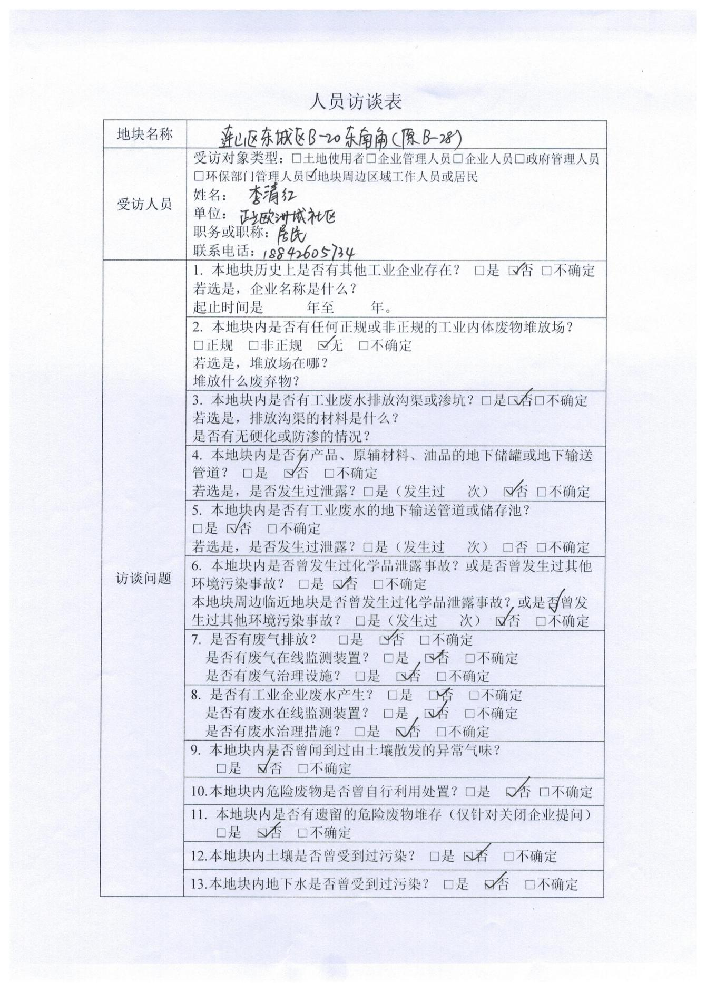 人员访谈表
地块名称
连山区东城区B-20东南角(原B-28)
受访人员
受访对象类型：□土地使用者□企业管理人员□企业人员□政府管理人员
□环保部门管理人员☑地块周边区域工作人员或居民
姓名： 李清红
单位： 正立欧洲城社区
职务或职称：居民
联系电话：18842605734
访谈问题
1. 本地块历史上是否有其他工业企业存在？ □是 ☑否 □不确定
若选是，企业名称是什么？
起止时间是 年至 年。
2. 本地块内是否有任何正规或非正规的工业内体废物堆放场？
□正规 □非正规 ☑无 □不确定
若选是，堆放场在哪？
堆放什么废弃物？
3. 本地块内是否有工业废水排放沟渠或渗坑？□是☑否□不确定
若选是，排放沟渠的材料是什么？
是否有无硬化或防渗的情况？
4. 本地块内是否有产品、原辅材料、油品的地下储罐或地下输送
管道？ □是 ☑否 □不确定
若选是，是否发生过泄露？□是（发生过 次） ☑否 □不确定
5. 本地块内是否有工业废水的地下输送管道或储存池？
□是 ☑否 □不确定
若选是，是否发生过泄露？□是（发生过 次） □否 □不确定
6. 本地块内是否曾发生过化学品泄露事故？或是否曾发生过其他
环境污染事故？ □是 ☑否 □不确定
本地块周边临近地块是否曾发生过化学品泄露事故？或是否曾发
生过其他环境污染事故？ □是（发生过 次） ☑否 □不确定
7. 是否有废气排放？ □是 ☑否 □不确定
是否有废气在线监测装置？ □是 ☑否 □不确定
是否有废气治理设施？ □是 ☑否 □不确定
8. 是否有工业企业废水产生？ □是 ☑否 □不确定
是否有废水在线监测装置？ □是 ☑否 □不确定
是否有废水治理措施？ □是 ☑否 □不确定
9. 本地块内是否曾闻到过由土壤散发的异常气味？
□是 ☑否 □不确定
10.本地块内危险废物是否曾自行利用处置？□是 ☑否 □不确定
11. 本地块内是否有遗留的危险废物堆存（仅针对关闭企业提问）
□是 ☑否 □不确定
12.本地块内土壤是否曾受到过污染？ □是 ☑否 □不确定
13.本地块内地下水是否曾受到过污染？ □是 ☑否 □不确定